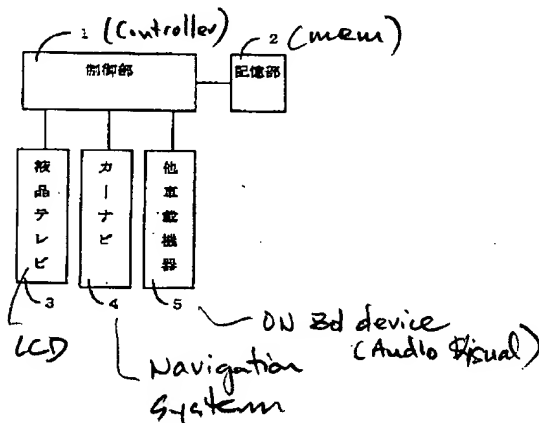 1 (Controller)
2 (mem)
制御部
記憶部
液晶テレビ
カーナビ
他車載機器
3
4
5
LCD
Navigation
System
ON Bd device
(Audio Visual)